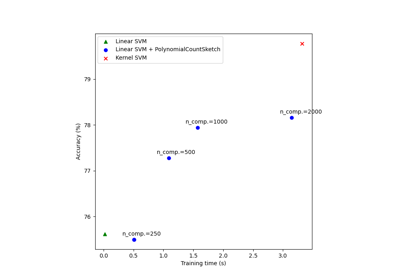 Linear SVM
Linear SVM + PolynomialCountSketch
Kernel SVM
79
78
77
76
Accuracy (%)
n_comp.=2000
n_comp.=1000
n_comp.=500
n_comp.=250
0.0 0.5 1.0 1.5 2.0 2.5 3.0
Training time (s)